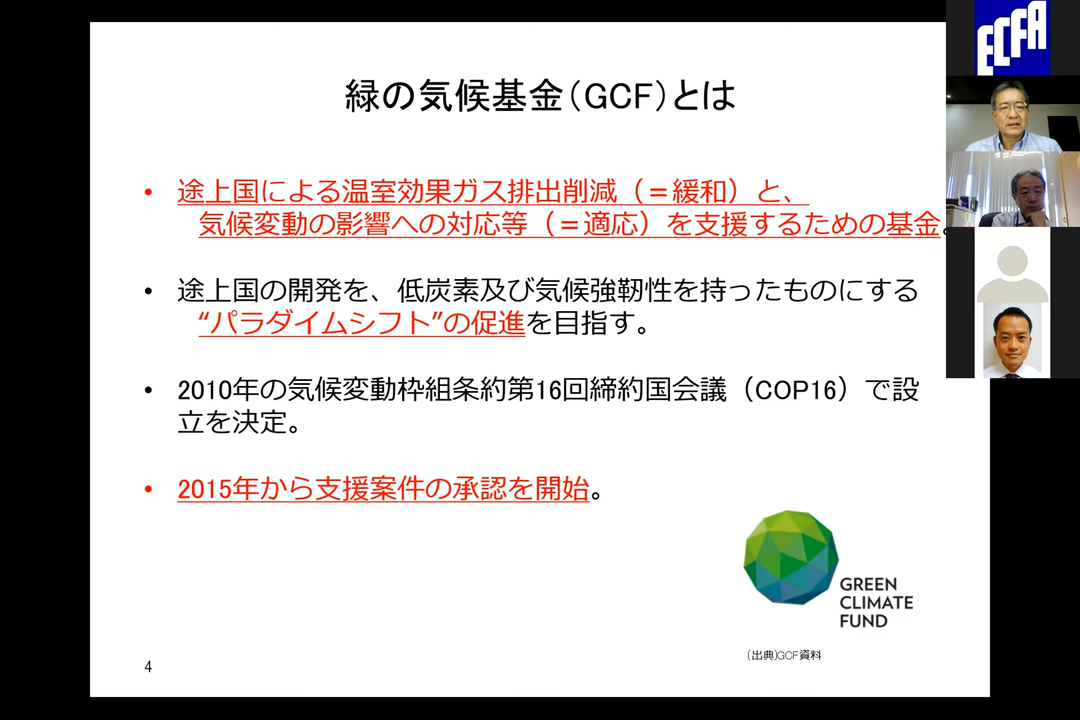 緑の気候基金（GCF）とは
• 途上国による温室効果ガス排出削減（＝緩和）と、
気候変動の影響への対応等（＝適応）を支援するための基金。
• 途上国の開発を、低炭素及び気候強靭性を持ったものにする
“パラダイムシフト”の促進を目指す。
• 2010年の気候変動枠組条約第16回締約国会議（COP16）で設
立を決定。
• 2015年から支援案件の承認を開始。
GREEN
CLIMATE
FUND
(出典)GCF資料
4
ECFA